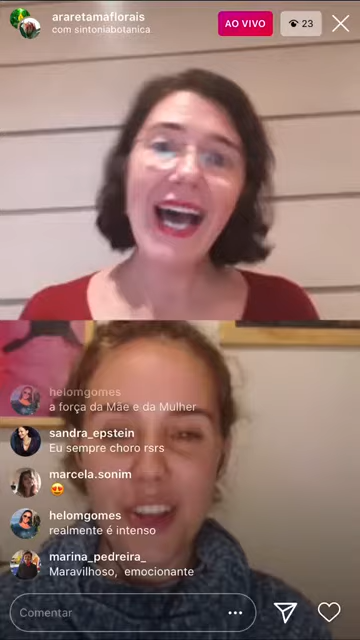 araretamaflorais
com sintoniabotanica
AO VIVO
23
helomgomes
a força da Mãe e da Mulher
sandra_epstein
Eu sempre choro rsrs
marcela.sonim
😍
helomgomes
realmente é intenso
marina_pedreira_
Maravilhoso, emocionante
Comentar